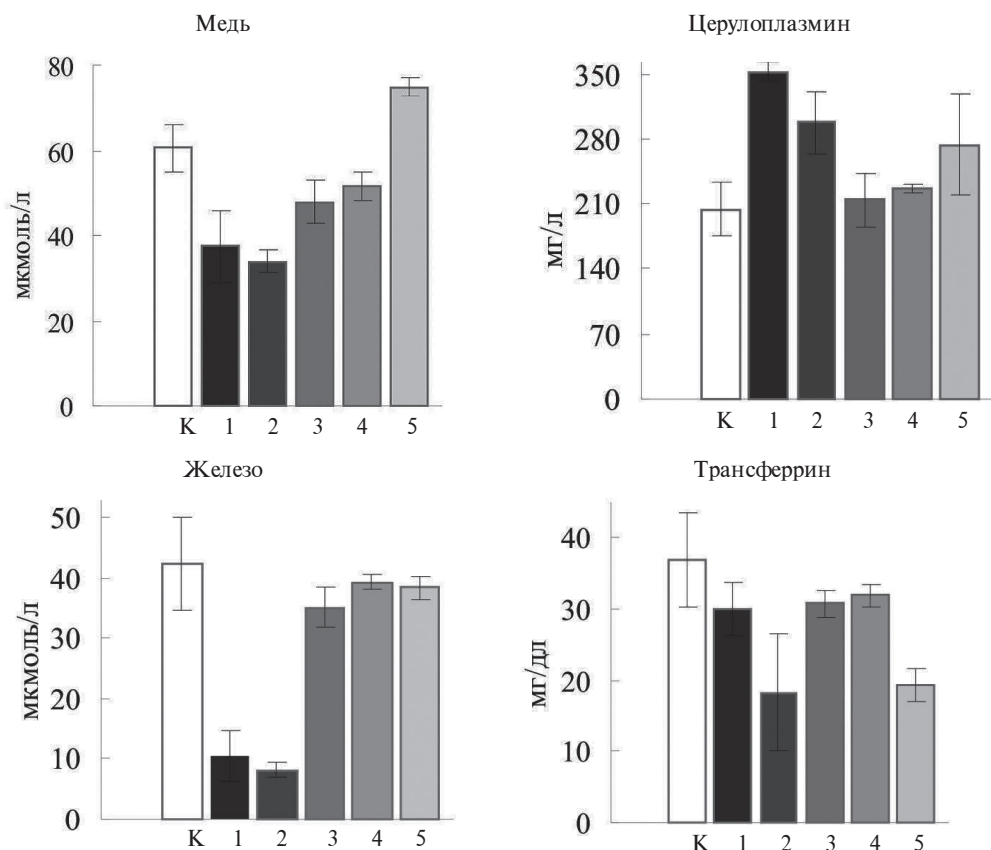 Медь
мкмоль/л
80
60
40
20
0
К 1 2 3 4 5
Церулоплазмин
мг/л
350
280
210
140
70
0
К 1 2 3 4 5
Железо
мкмоль/л
50
40
30
20
10
0
К 1 2 3 4 5
Трансферрин
мг/дл
40
30
20
10
0
К 1 2 3 4 5